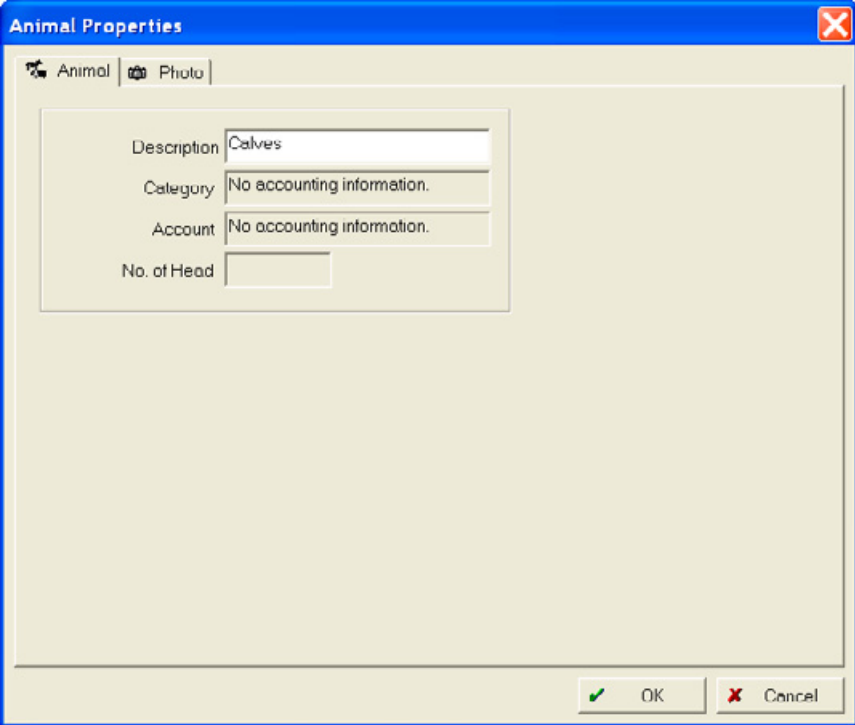 Animal Properties
Animal Photo
Description Calves
Category No accounting information.
Account No accounting information.
No. of Head
OK Cancel